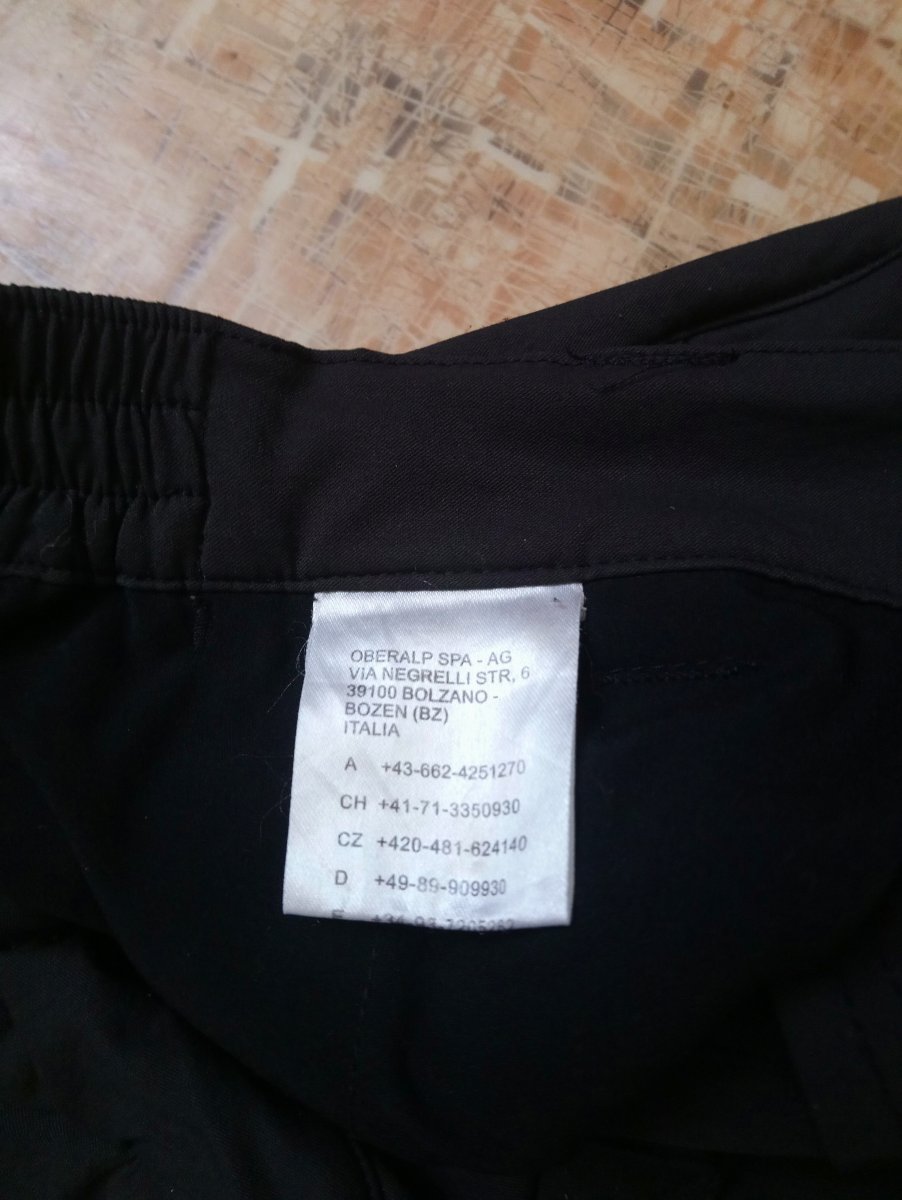 OBERALP SPA - AG
VIA NEGRELLI STR, 6
39100 BOLZANO -
BOZEN (BZ)
ITALIA
A +43-662-4251270
CH +41-71-3350930
CZ +420-481-624140
D +49-89-909930
E